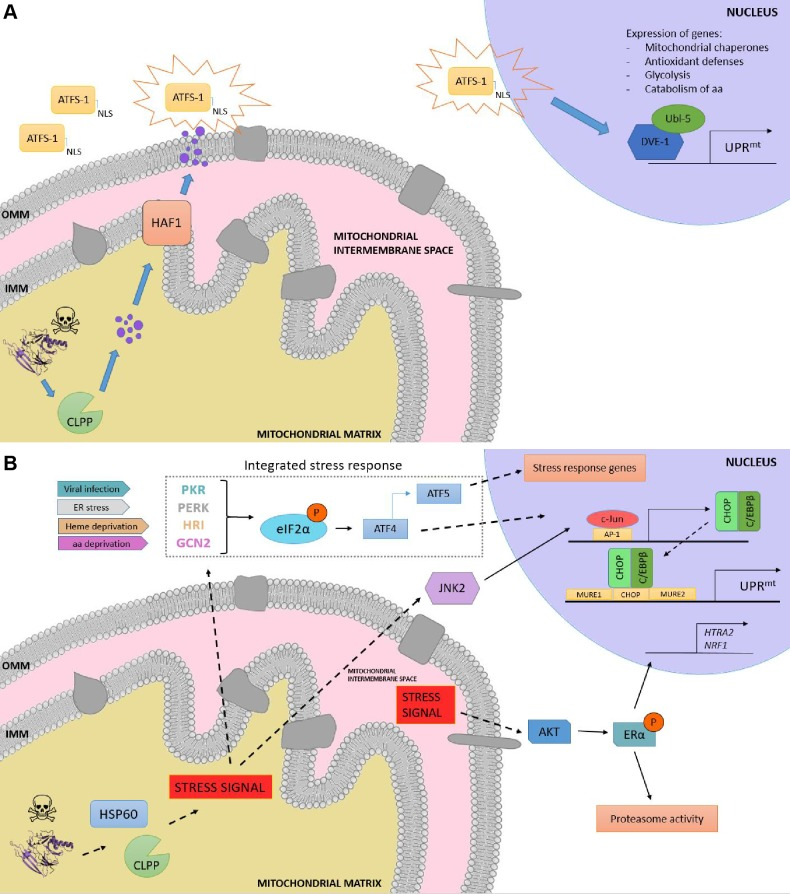 A
NUCLEUS
Expression of genes:
- Mitochondrial chaperones
- Antioxidant defenses
- Glycolysis
- Catabolism of aa
ATFS-1
NLS
ATFS-1
NLS
ATFS-1
NLS
ATFS-1
NLS
Ubl-5
DVE-1
UPRmt
OMM
HAF1
MITOCHONDRIAL
INTERMEMBRANE SPACE
IMM
CLPP
MITOCHONDRIAL MATRIX
B
NUCLEUS
Integrated stress response
Viral infection
ER stress
Heme deprivation
aa deprivation
PKR
PERK
HRI
GCN2
eIF2α
P
ATF4
ATF5
Stress response genes
c-Jun
AP-1
CHOP
C/EBPβ
CHOP
C/EBPβ
MURE1
CHOP
MURE2
UPRmt
JNK2
HTRA2
NRF1
OMM
MITOCHONDRIAL
INTERMEMBRANE SPACE
STRESS
SIGNAL
IMM
AKT
ERα
P
STRESS SIGNAL
HSP60
CLPP
Proteasome activity
MITOCHONDRIAL MATRIX